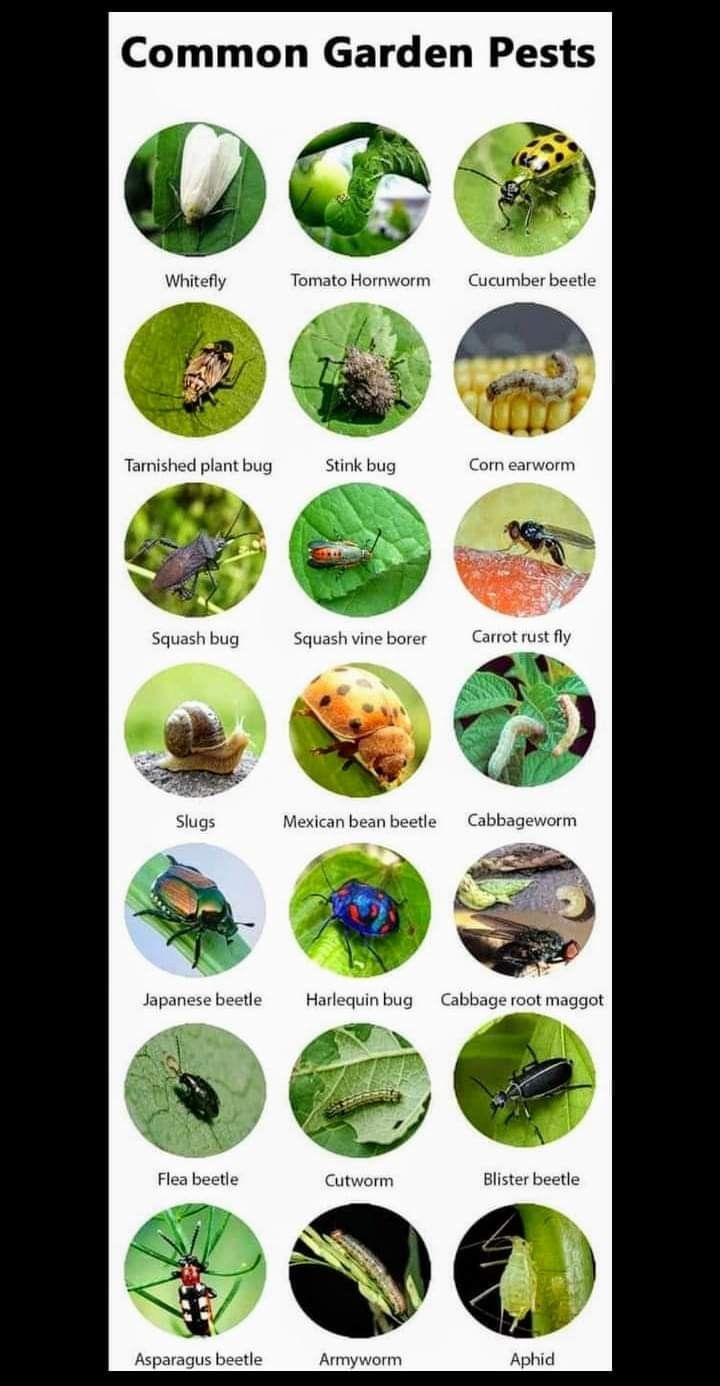 Common Garden Pests
Whitefly
Tomato Hornworm
Cucumber beetle
Tarnished plant bug
Stink bug
Corn earworm
Squash bug
Squash vine borer
Carrot rust fly
Slugs
Mexican bean beetle
Cabbageworm
Japanese beetle
Harlequin bug
Cabbage root maggot
Flea beetle
Cutworm
Blister beetle
Asparagus beetle
Armyworm
Aphid